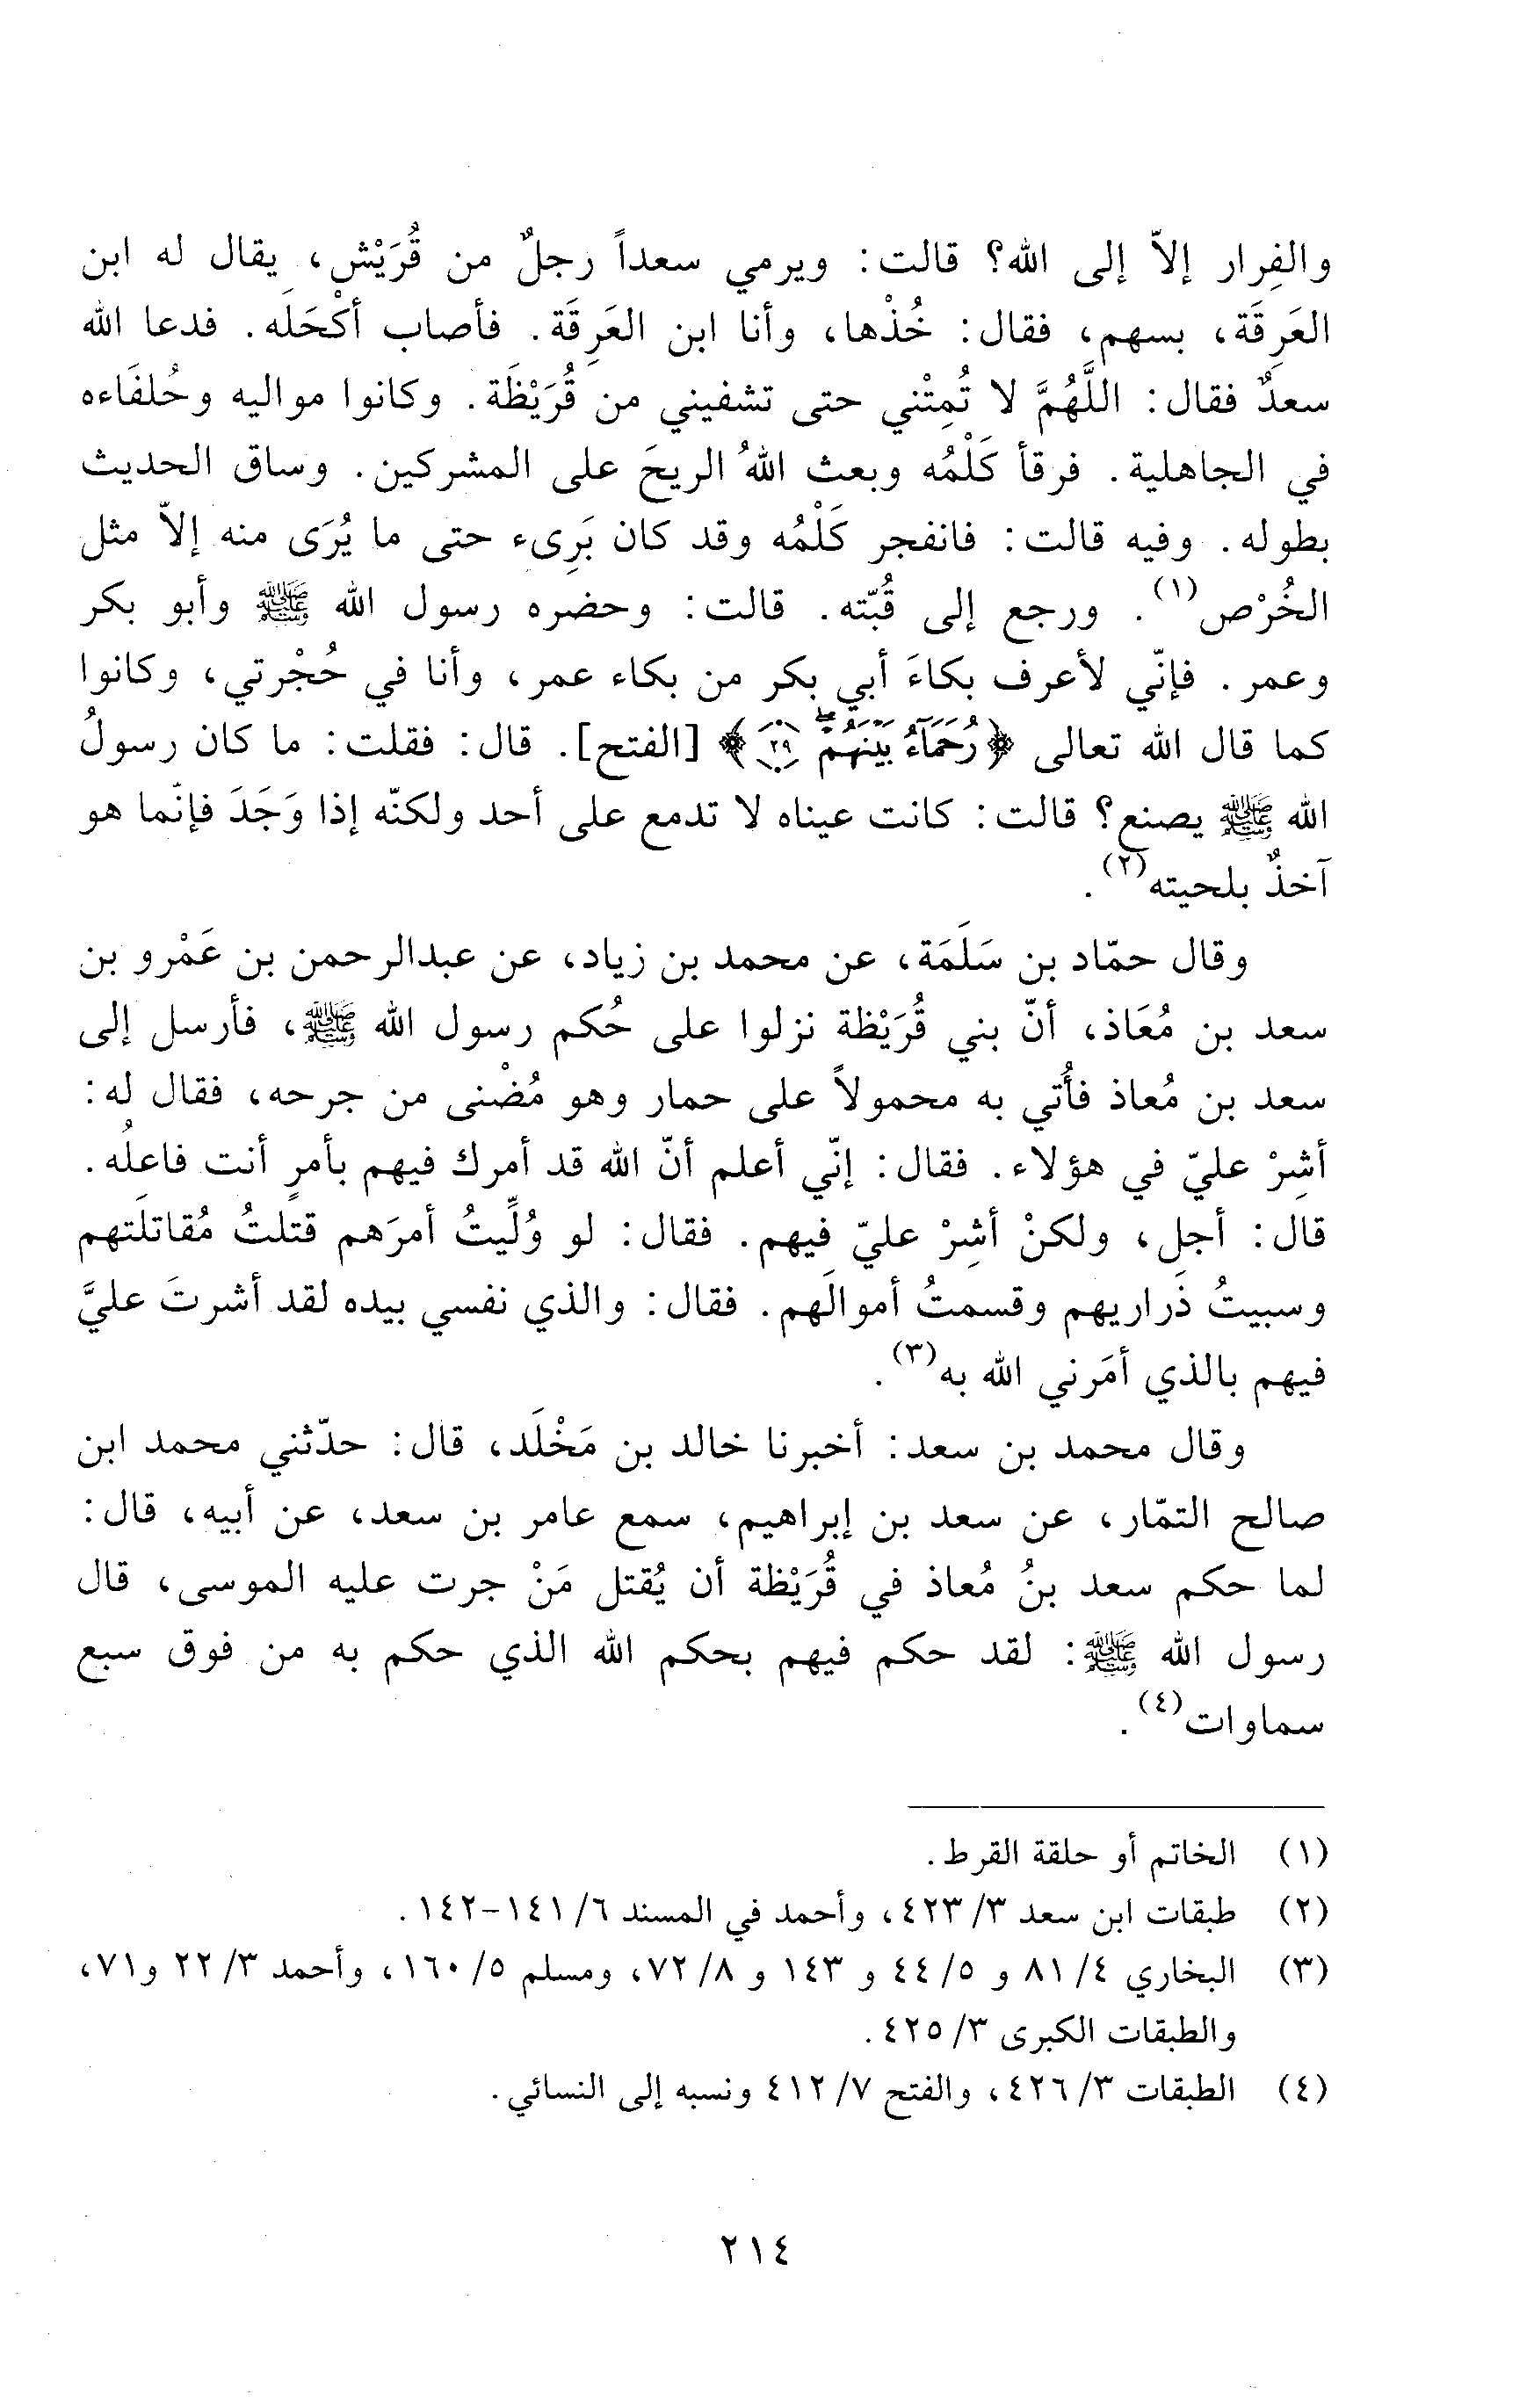 والفِرار إلاّ إلى الله؟ قالت: ويرمي سعداً رجلٌ من قُرَيْش، يقال له ابن
العَرِقَة، بسهم، فقال: خُذْها، وأنا ابن العَرِقَة. فأصاب أكْحَلَه. فدعا الله
سعدٌ فقال: اللَّهُمَّ لا تُمِتْني حتى تشفيني من قُرَيْظَة. وكانوا مواليه وحُلفَاءه
في الجاهلية. فرقأ كَلْمُه وبعث اللهُ الريحَ على المشركين. وساق الحديث
بطوله. وفيه قالت: فانفجر كَلْمُه وقد كان بَرِىء حتى ما يُرَى منه إلاّ مثل
الخُرْص(١). ورجع إلى قُبّته. قالت: وحضره رسول الله ﷺ وأبو بكر
وعمر. فإنّي لأعرف بكاءَ أبي بكر من بكاء عمر، وأنا في حُجْرتي، وكانوا
كما قال الله تعالى ﴿رُحَمَآءُ بَيْنَهُمْ ۖ ٢٩﴾ [الفتح]. قال: فقلت: ما كان رسولُ
الله ﷺ يصنع؟ قالت: كانت عيناه لا تدمع على أحد ولكنّه إذا وَجَدَ فإنّما هو
آخذٌ بلحيته(٢).
وقال حمّاد بن سَلَمَة، عن محمد بن زياد، عن عبدالرحمن بن عَمْرو بن
سعد بن مُعَاذ، أنّ بني قُرَيْظة نزلوا على حُكم رسول الله ﷺ، فأرسل إلى
سعد بن مُعاذ فأُتي به محمولاً على حمار وهو مُضْنى من جرحه، فقال له:
أشِرْ عليّ في هؤلاء. فقال: إنّي أعلم أنّ الله قد أمرك فيهم بأمرٍ أنت فاعلُه.
قال: أجل، ولكنْ أشِرْ عليّ فيهم. فقال: لو وُلِّيتُ أمرَهم قتلتُ مُقاتلَتهم
وسبيتُ ذَراريهم وقسمتُ أموالَهم. فقال: والذي نفسي بيده لقد أشرتَ عليَّ
فيهم بالذي أمَرني الله به(٣).
وقال محمد بن سعد: أخبرنا خالد بن مَخْلَد، قال: حدّثني محمد ابن
صالح التمّار، عن سعد بن إبراهيم، سمع عامر بن سعد، عن أبيه، قال:
لما حكم سعد بنُ مُعاذ في قُرَيْظة أن يُقتل مَنْ جرت عليه الموسى، قال
رسول الله ﷺ: لقد حكم فيهم بحكم الله الذي حكم به من فوق سبع
سماوات(٤).
(١) الخاتم أو حلقة القرط.
(٢) طبقات ابن سعد ٣/ ٤٢٣، وأحمد في المسند ٦/ ١٤١-١٤٢.
(٣) البخاري ٤/ ٨١ و ٥/ ٤٤ و ١٤٣ و ٨/ ٧٢، ومسلم ٥/ ١٦٠، وأحمد ٣/ ٢٢ و٧١،
والطبقات الكبرى ٣/ ٤٢٥.
(٤) الطبقات ٣/ ٤٢٦، والفتح ٧/ ٤١٢ ونسبه إلى النسائي.
٢١٤